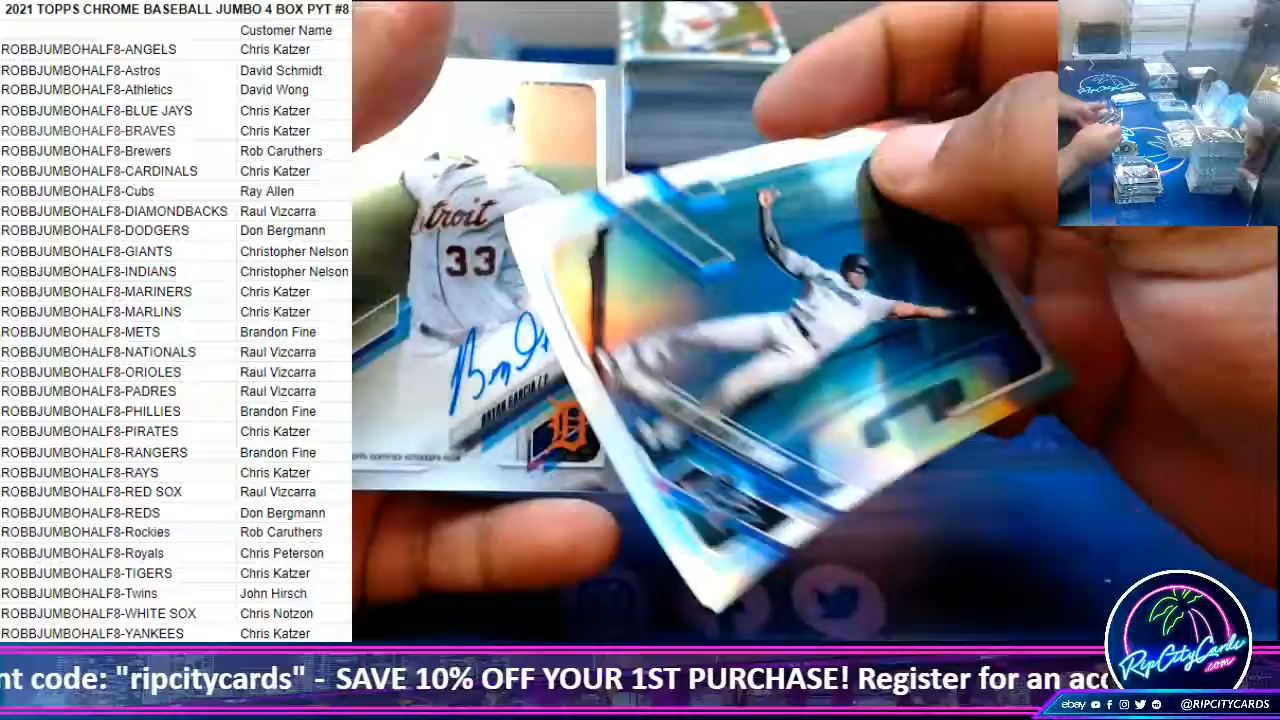 2021 TOPPS CHROME BASEBALL JUMBO 4 BOX PYT #8
Customer Name
ROBBJUMBOHALF8-ANGELS Chris Katzer
ROBBJUMBOHALF8-Astros David Schmidt
ROBBJUMBOHALF8-Athletics David Wong
ROBBJUMBOHALF8-BLUE JAYS Chris Katzer
ROBBJUMBOHALF8-BRAVES Chris Katzer
ROBBJUMBOHALF8-Brewers Rob Caruthers
ROBBJUMBOHALF8-CARDINALS Chris Katzer
ROBBJUMBOHALF8-Cubs Ray Allen
ROBBJUMBOHALF8-DIAMONDBACKS Raul Vizcarra
ROBBJUMBOHALF8-DODGERS Don Bergmann
ROBBJUMBOHALF8-GIANTS Christopher Nelson
ROBBJUMBOHALF8-INDIANS Christopher Nelson
ROBBJUMBOHALF8-MARINERS Chris Katzer
ROBBJUMBOHALF8-MARLINS Chris Katzer
ROBBJUMBOHALF8-METS Brandon Fine
ROBBJUMBOHALF8-NATIONALS Raul Vizcarra
ROBBJUMBOHALF8-ORIOLES Raul Vizcarra
ROBBJUMBOHALF8-PADRES Raul Vizcarra
ROBBJUMBOHALF8-PHILLIES Brandon Fine
ROBBJUMBOHALF8-PIRATES Chris Katzer
ROBBJUMBOHALF8-RANGERS Brandon Fine
ROBBJUMBOHALF8-RAYS Chris Katzer
ROBBJUMBOHALF8-RED SOX Raul Vizcarra
ROBBJUMBOHALF8-REDS Don Bergmann
ROBBJUMBOHALF8-Rockies Rob Caruthers
ROBBJUMBOHALF8-Royals Chris Peterson
ROBBJUMBOHALF8-TIGERS Chris Katzer
ROBBJUMBOHALF8-Twins John Hirsch
ROBBJUMBOHALF8-WHITE SOX Chris Notzon
ROBBJUMBOHALF8-YANKEES Chris Katzer
Detroit
33
BRYAN GARCIA
D
nt code: "ripcitycards" - SAVE 10% OFF YOUR 1ST PURCHASE! Register for an acc
RipCityCards
.com
ebay @RIPCITYCARDS